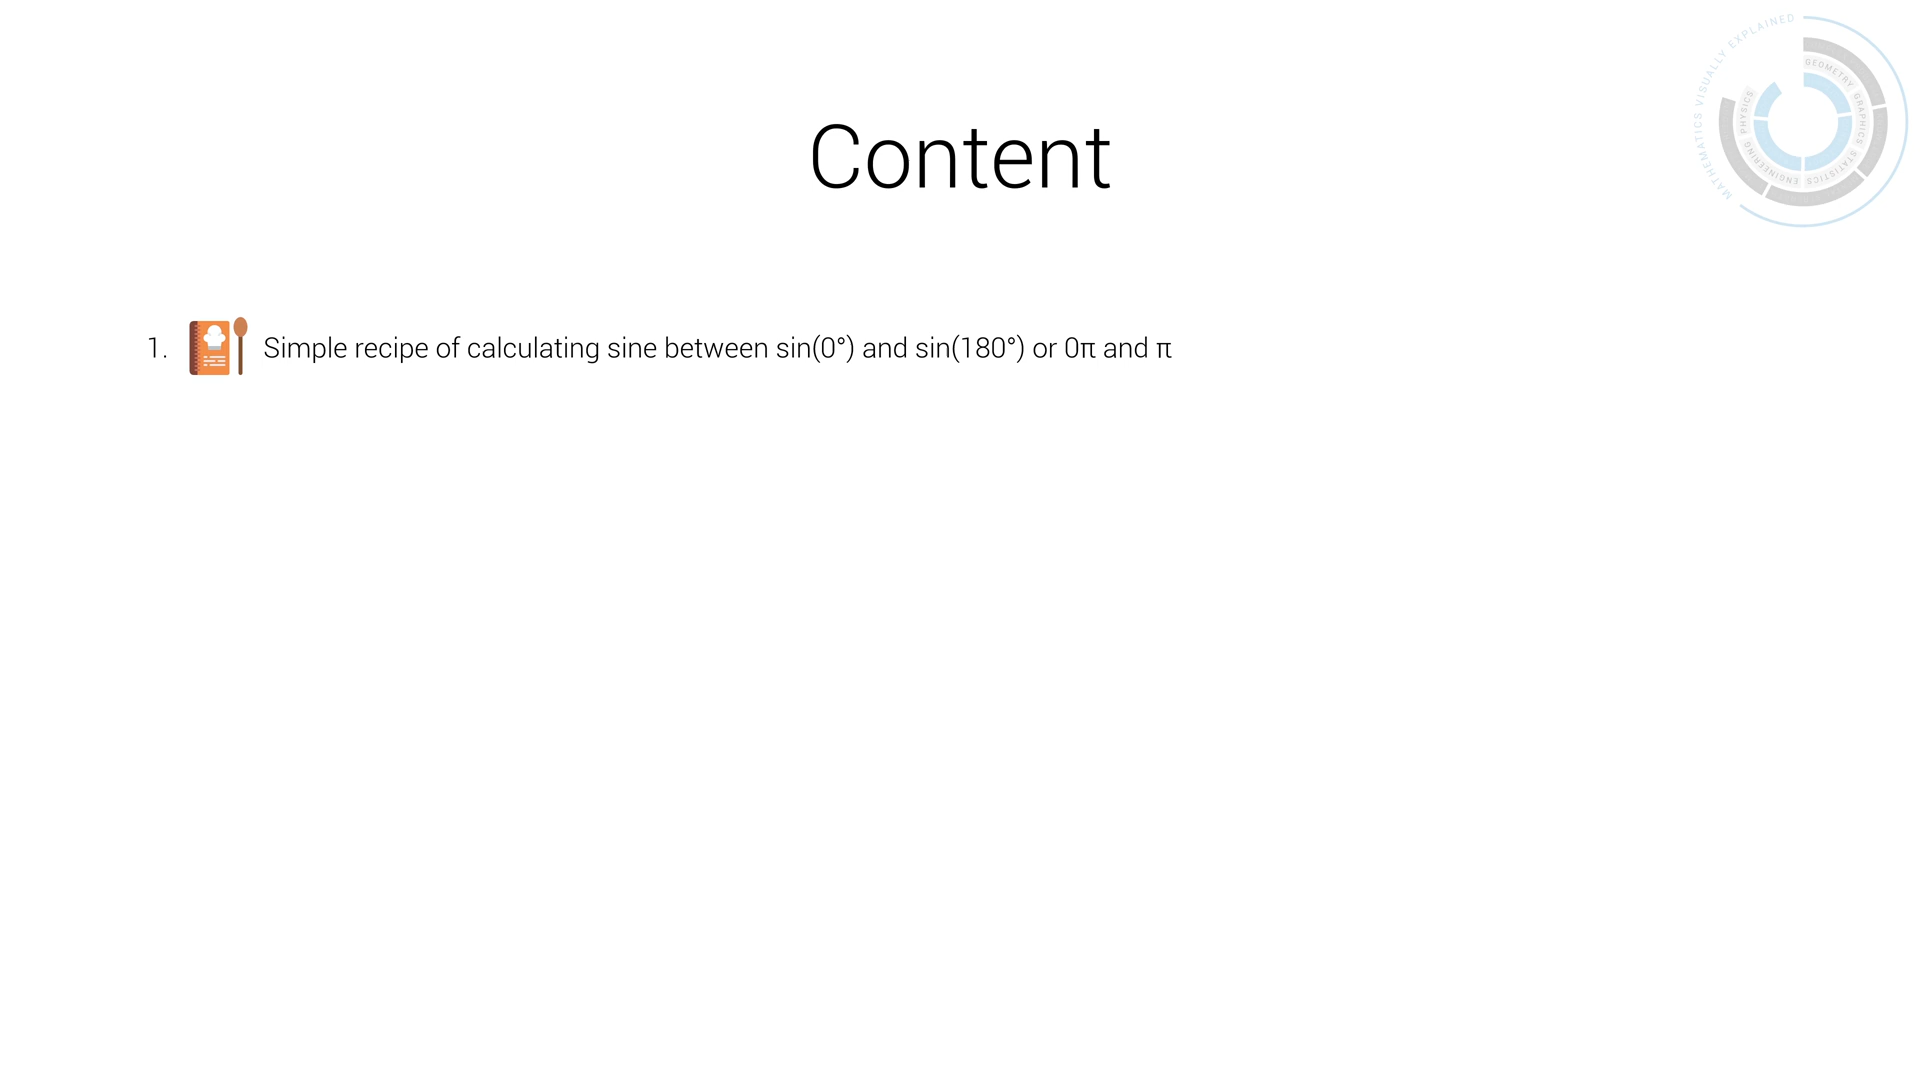 MATHEMATICS VISUALLY EXPLAINED
GEOMETRY GRAPHICS STATISTICS ENGINEERING PHYSICS
Content
1. Simple recipe of calculating sine between sin(0°) and sin(180°) or 0π and π